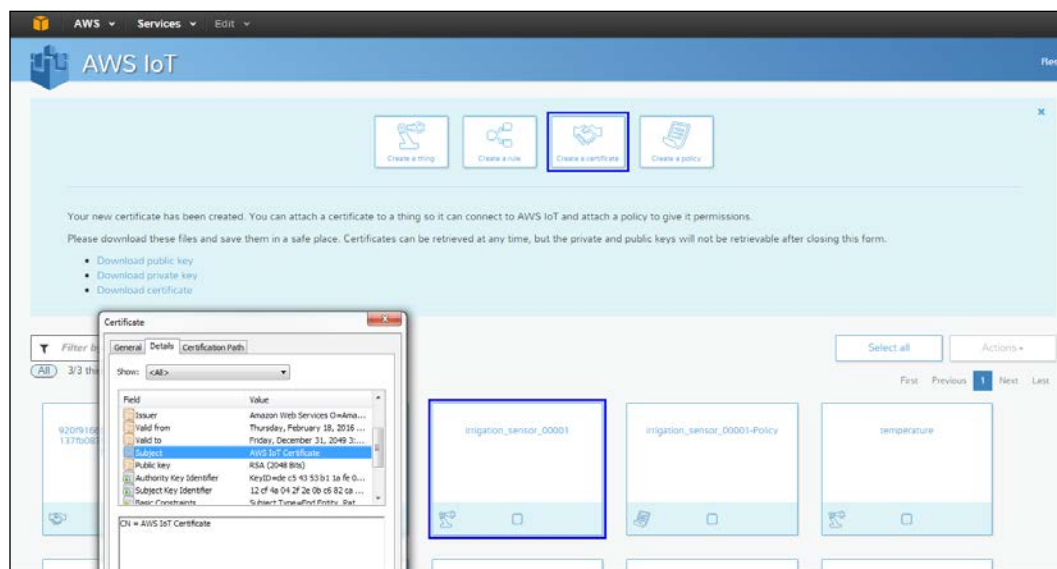 AWS Services Edit
AWS IoT
Create a thing Create a rule Create a certificate Create a policy
Your new certificate has been created. You can attach a certificate to a thing so it can connect to AWS IoT and attach a policy to give it permissions.
Please download these files and save them in a safe place. Certificates can be retrieved at any time, but the private and public keys will not be retrievable after closing this form.
Download public key
Download private key
Download certificate
Certificate
General Details Certification Path
Show: <All>
Field Value
Issuer Amazon Web Services O=Ama...
Valid from Thursday, February 18, 2016 ...
Valid to Friday, December 31, 2049 3:...
Subject AWS IoT Certificate
Public key RSA (2048 Bits)
Authority Key Identifier KeyID=de c5 43 53 b1 1a fe 0...
Subject Key Identifier 12 cf 4a 04 2f 2e 0b c6 82 ca ...
Basic Constraints Subject Type=End Entity, Pat...
CN = AWS IoT Certificate
Filter
All 3/3
Select all Actions
First Previous 1 Next Last
irrigation_sensor_00001
irrigation_sensor_00001-Policy
temperature